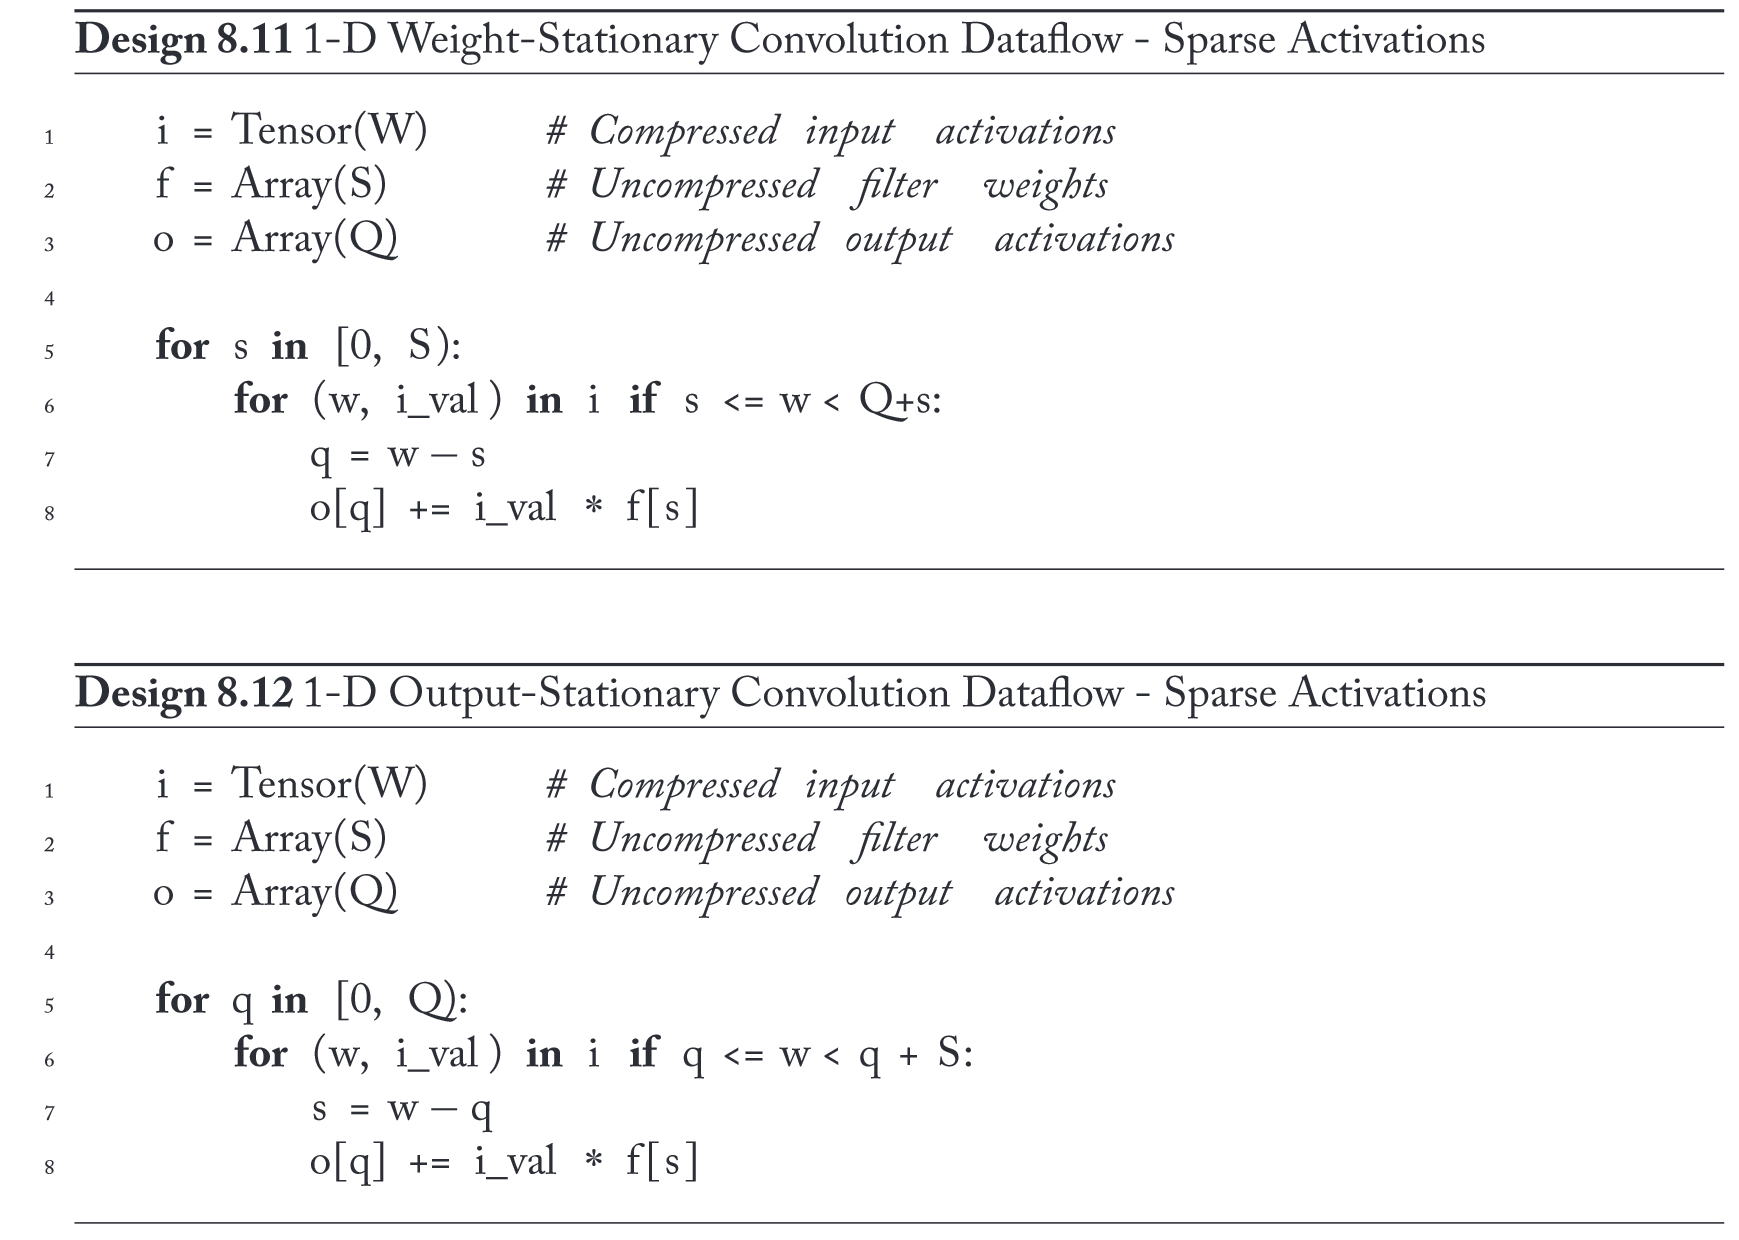 Design 8.11 1-D Weight-Stationary Convolution Dataflow - Sparse Activations
1 i = Tensor(W) # Compressed input activations
2 f = Array(S) # Uncompressed filter weights
3 o = Array(Q) # Uncompressed output activations
4
5 for s in [0, S):
6 for (w, i_val) in i if s <= w < Q+s:
7 q = w – s
8 o[q] += i_val * f[s]
Design 8.12 1-D Output-Stationary Convolution Dataflow - Sparse Activations
1 i = Tensor(W) # Compressed input activations
2 f = Array(S) # Uncompressed filter weights
3 o = Array(Q) # Uncompressed output activations
4
5 for q in [0, Q):
6 for (w, i_val) in i if q <= w < q + S:
7 s = w – q
8 o[q] += i_val * f[s]